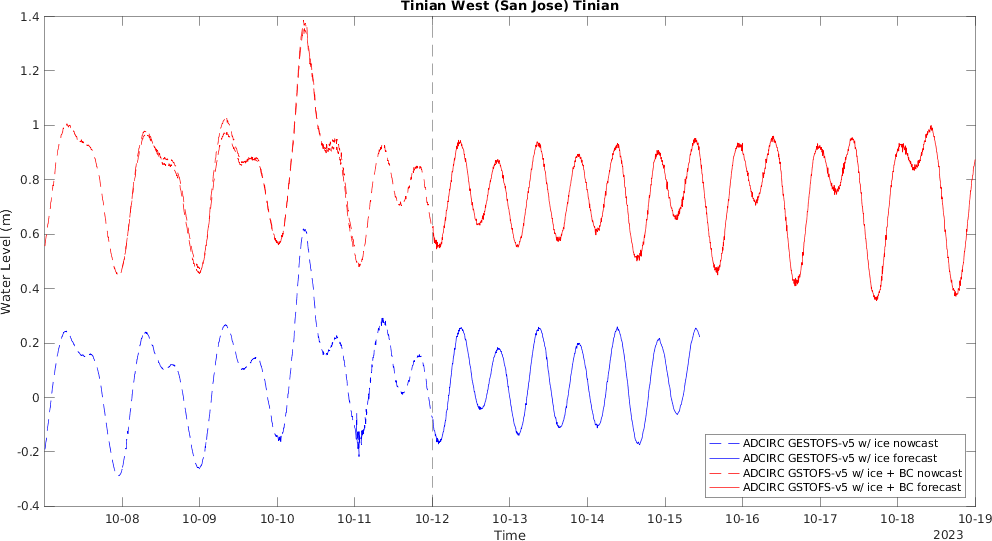 Tinian West (San Jose) Tinian
Water Level (m)
1.4
1.2
1
0.8
0.6
0.4
0.2
0
-0.2
-0.4
ADCIRC GESTOFS-v5 w/ ice nowcast
ADCIRC GESTOFS-v5 w/ ice forecast
ADCIRC GSTOFS-v5 w/ ice + BC nowcast
ADCIRC GSTOFS-v5 w/ ice + BC forecast
10-08 10-09 10-10 10-11 10-12 10-13 10-14 10-15 10-16 10-17 10-18 10-19
Time
2023